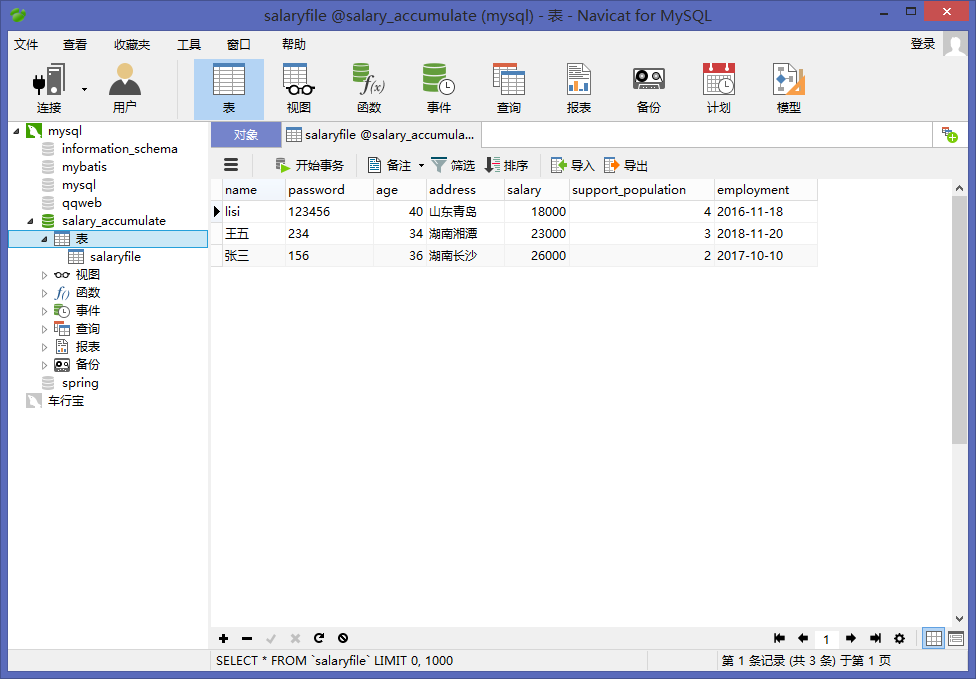 salaryfile @salary_accumulate (mysql) - 表 - Navicat for MySQL
文件 查看 收藏夹 工具 窗口 帮助 登录
连接 用户 表 视图 函数 事件 查询 报表 备份 计划 模型
mysql
information_schema
mybatis
mysql
qqweb
salary_accumulate
表
salaryfile
视图
函数
事件
查询
报表
备份
spring
车行宝
对象 salaryfile @salary_accumula...
开始事务 备注 筛选 排序 导入 导出
name password age address salary support_population employment
lisi 123456 40 山东青岛 18000 4 2016-11-18
王五 234 34 湖南湘潭 23000 3 2018-11-20
张三 156 36 湖南长沙 26000 2 2017-10-10
1
SELECT * FROM `salaryfile` LIMIT 0, 1000 第 1 条记录 (共 3 条) 于第 1 页